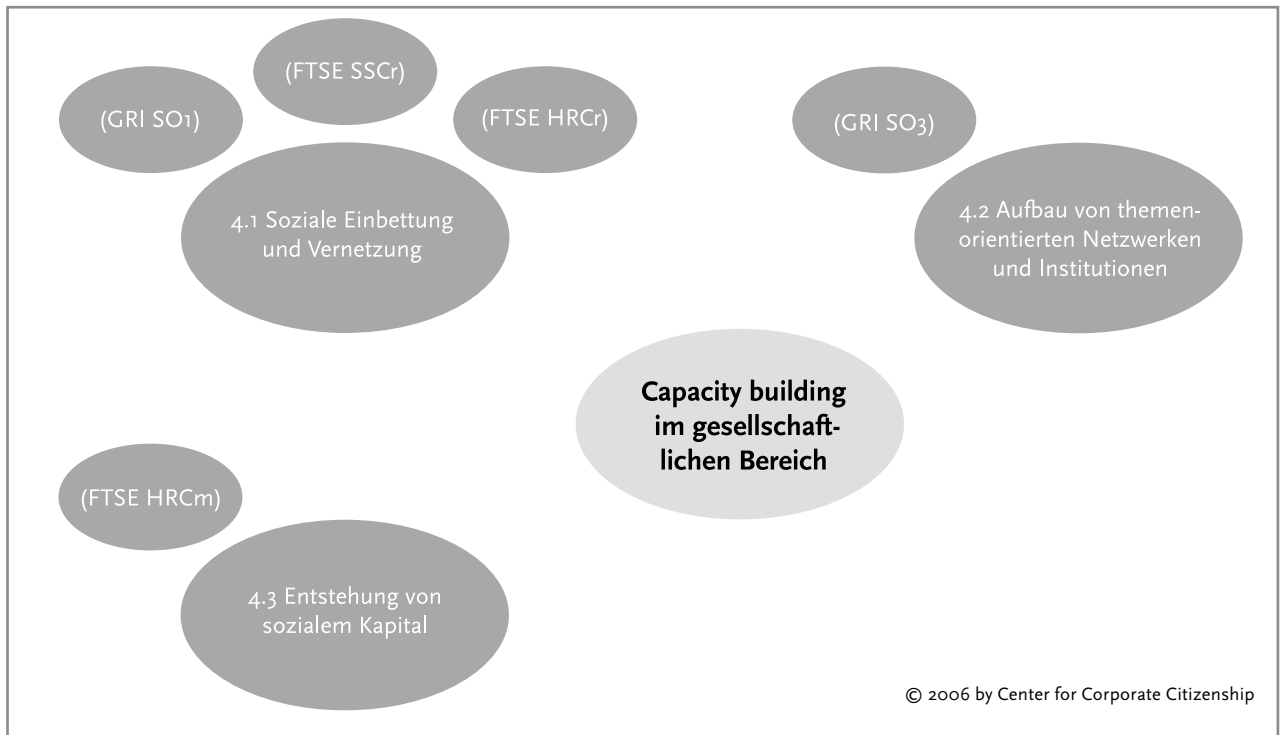 (FTSE SSCr)
(GRI SO1)
(FTSE HRCr)
4.1 Soziale Einbettung
und Vernetzung
(GRI SO3)
4.2 Aufbau von themen-
orientierten Netzwerken
und Institutionen
Capacity building
im gesellschaft-
lichen Bereich
(FTSE HRCm)
4.3 Entstehung von
sozialem Kapital
© 2006 by Center for Corporate Citizenship